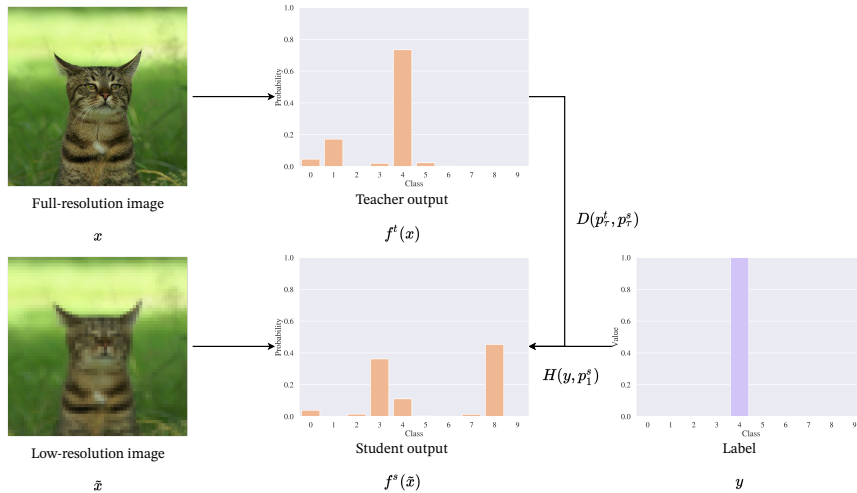 1.0
0.8
0.6
0.4
0.2
0.0
Probability
0 1 2 3 4 5 6 7 8 9
Class
Full-resolution image
Teacher output
x
f^t(x)
D(p_τ^t, p_τ^s)
1.0
0.8
0.6
0.4
0.2
0.0
Probability
0 1 2 3 4 5 6 7 8 9
Class
H(y, p_1^s)
1.0
0.8
0.6
0.4
0.2
0.0
Value
0 1 2 3 4 5 6 7 8 9
Class
Low-resolution image
Student output
Label
x̃
f^s(x̃)
y